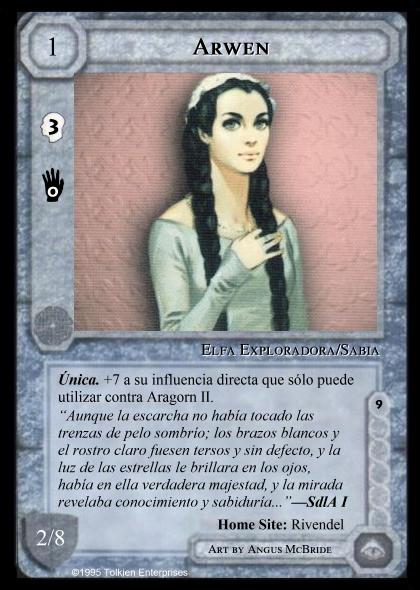 1
ARWEN
3
0
ELFA EXPLORADORA/SABIA
Única. +7 a su influencia directa que sólo puede
utilizar contra Aragorn II.
“Aunque la escarcha no había tocado las
trenzas de pelo sombrío; los brazos blancos y
el rostro claro fuesen tersos y sin defecto, y la
luz de las estrellas le brillara en los ojos,
había en ella verdadera majestad, y la mirada
revelaba conocimiento y sabiduría...”—SdlA I
9
Home Site: Rivendel
2/8
ART BY ANGUS MCBRIDE
©1995 Tolkien Enterprises